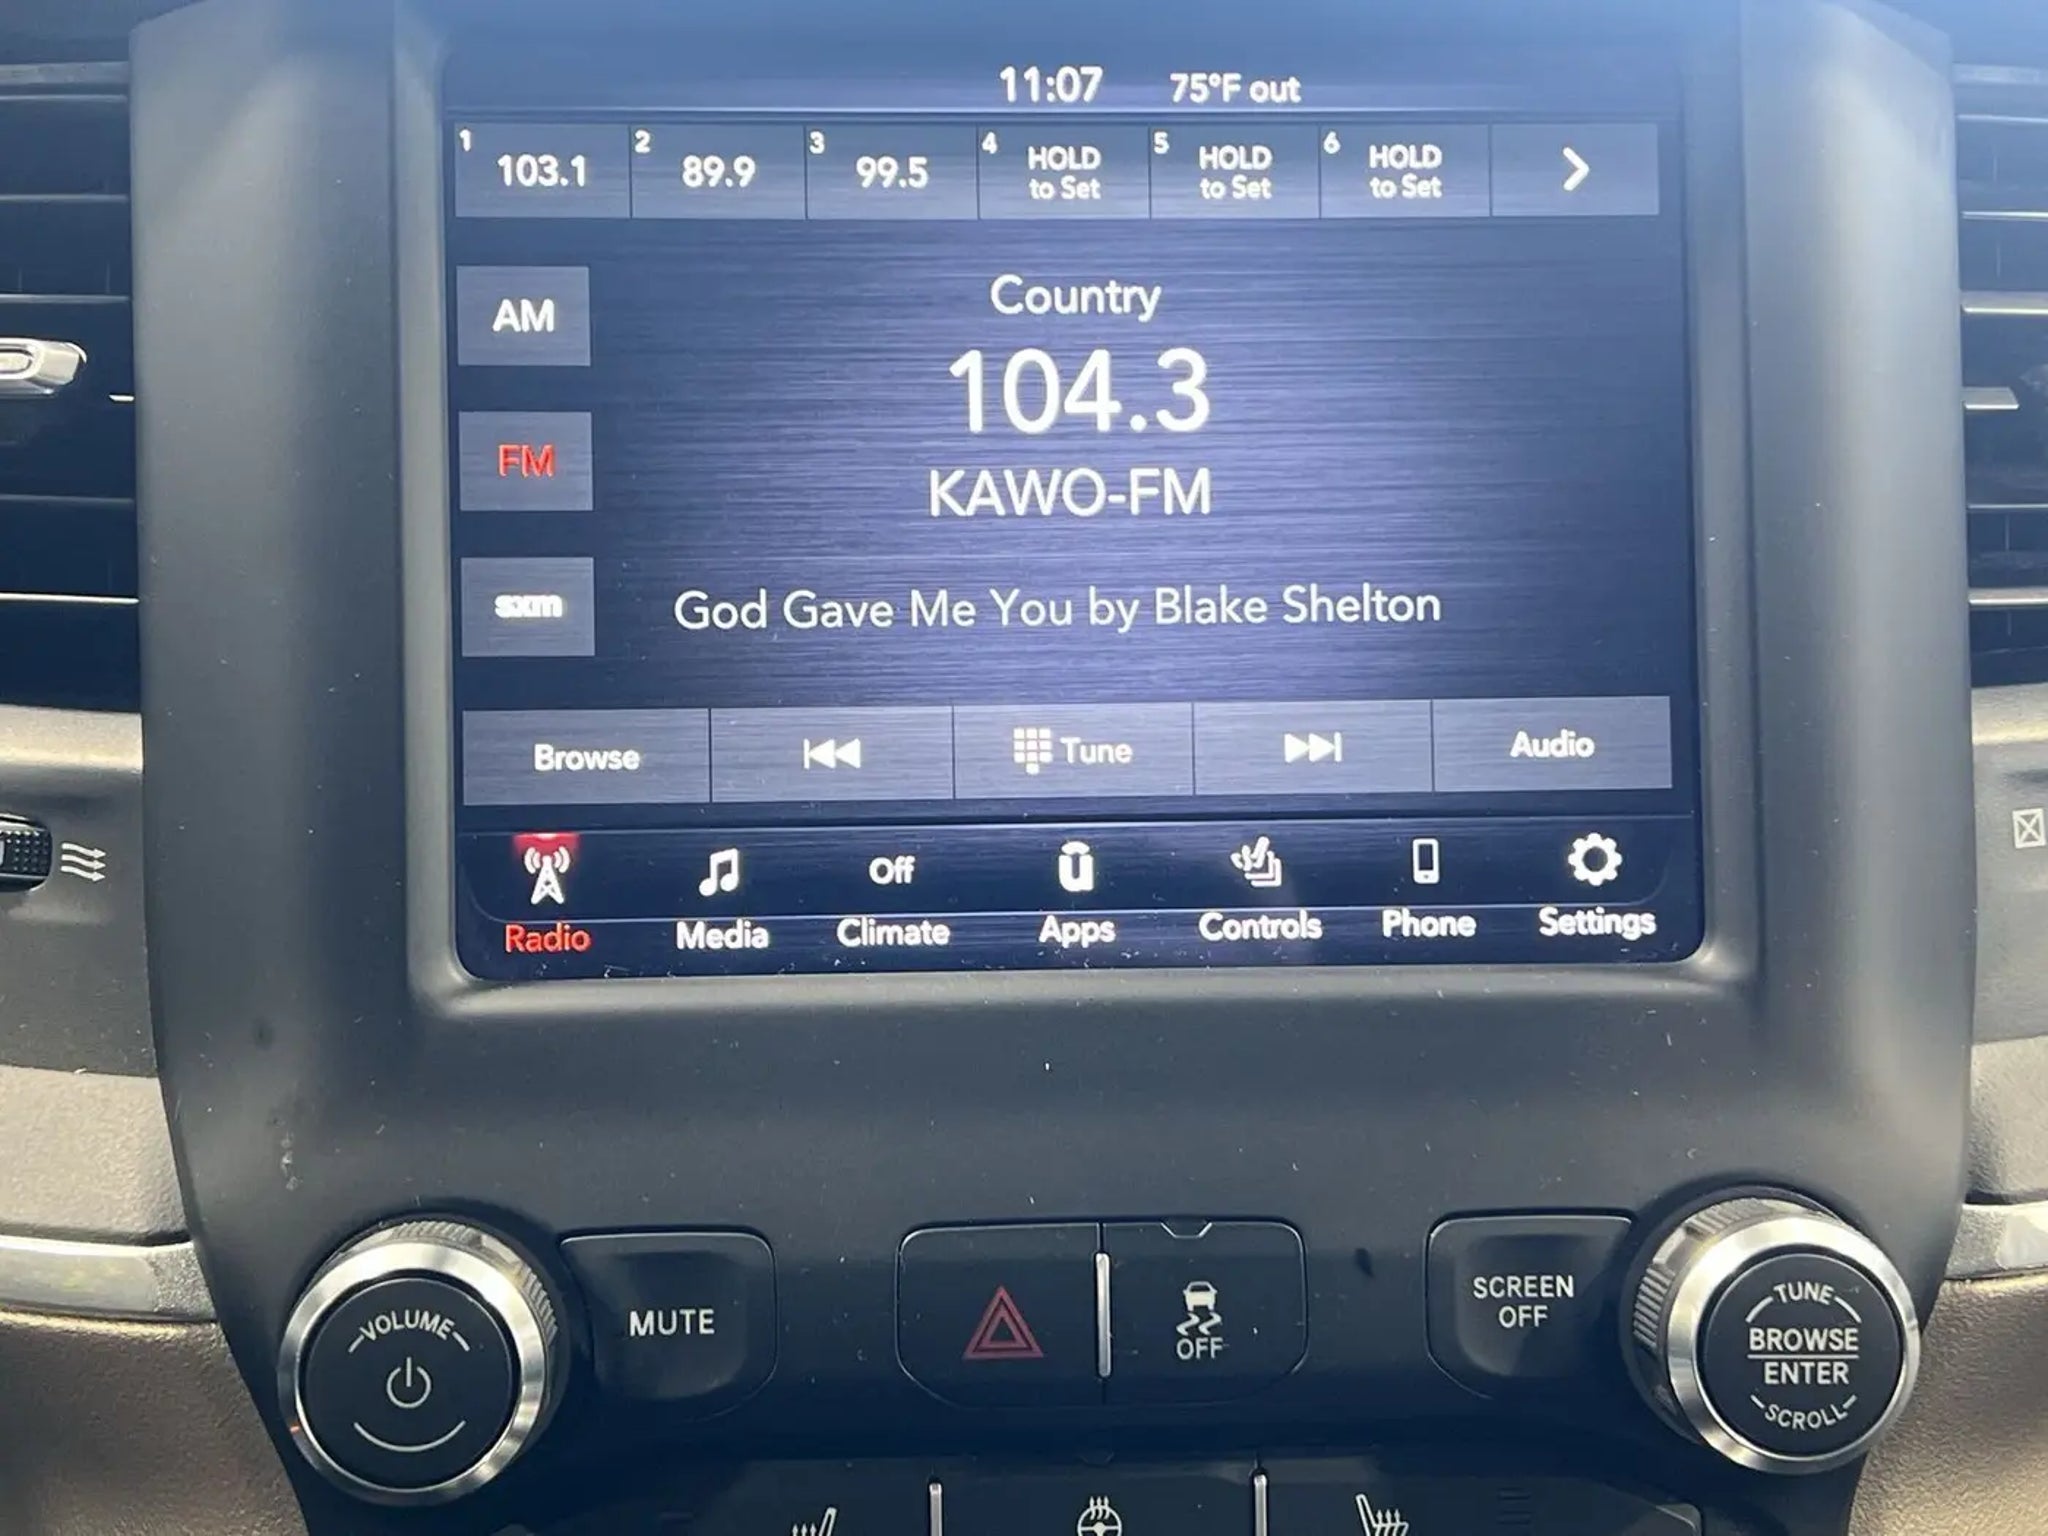 11:07 75°F out
1 103.1
2 89.9
3 99.5
4 HOLD
to Set
5 HOLD
to Set
6 HOLD
to Set
Country
AM
104.3
FM
KAWO-FM
sxm
God Gave Me You by Blake Shelton
Browse
Tune
Audio
Off
Radio
Media
Climate
Apps
Controls
Phone
Settings
VOLUME
MUTE
OFF
SCREEN
OFF
TUNE
BROWSE
ENTER
SCROLL